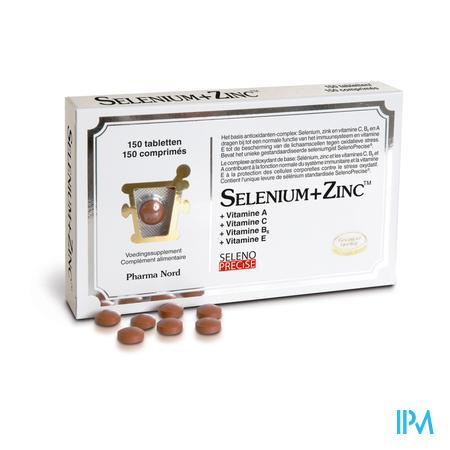 SELENIUM+ZINC™
150 tabletten
150 comprimés
Voedingssupplement
Complément alimentaire
Pharma Nord
Het basis antioxidanten-complex: Selenium, zink en vitamine C, B₆ en A
dragen bij tot een normale functie van het immuunsysteem en vitamine
E tot de bescherming van de lichaamscellen tegen oxidatieve stress.
Bevat het unieke gestandaardiseerde seleniumgist SelenoPrecise®.
Le complexe antioxydant de base: Sélénium, zinc et les vitamines C, B₆ et
A contribuent à la fonction normale du système immunitaire et la vitamine
E à la protection des cellules corporelles contre le stress oxydatif.
Contient l'unique levure de sélénium standardisée SelenoPrecise®.
SELENIUM+ZINC™
+ Vitamine A
+ Vitamine C
+ Vitamine B₆
+ Vitamine E
SELENO
PRECISE
SELENIUM+ZINC
IPM